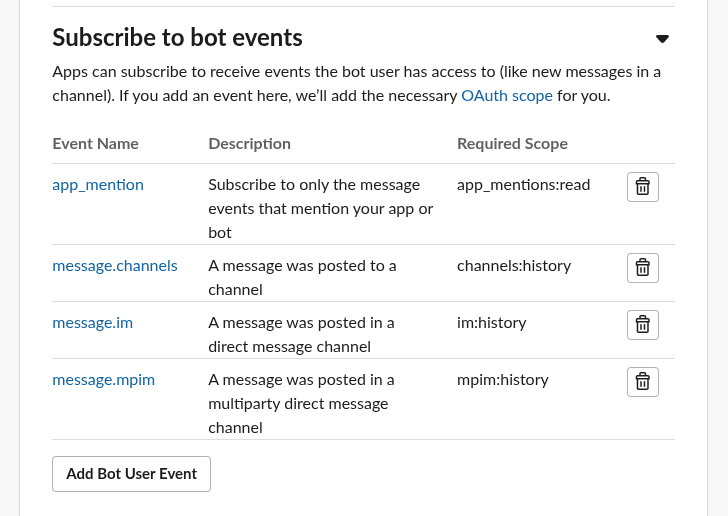 Subscribe to bot events
Apps can subscribe to receive events the bot user has access to (like new messages in a
channel). If you add an event here, we’ll add the necessary OAuth scope for you.
Event Name Description Required Scope
app_mention Subscribe to only the message app_mentions:read
events that mention your app or
bot
message.channels A message was posted to a channels:history
channel
message.im A message was posted in a im:history
direct message channel
message.mpim A message was posted in a mpim:history
multiparty direct message
channel
Add Bot User Event